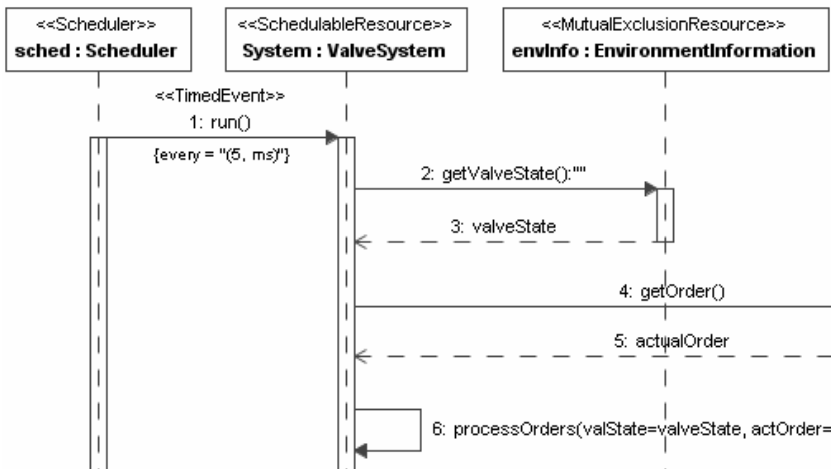 <<Scheduler>>
sched : Scheduler
<<SchedulableResource>>
System : ValveSystem
<<MutualExclusionResource>>
envInfo : EnvironmentInformation
<<TimedEvent>>
1: run()
{every = "(5, ms)"}
2: getValveState():""
3: valveState
4: getOrder()
5: actualOrder
6: processOrders(valState=valveState, actOrder=